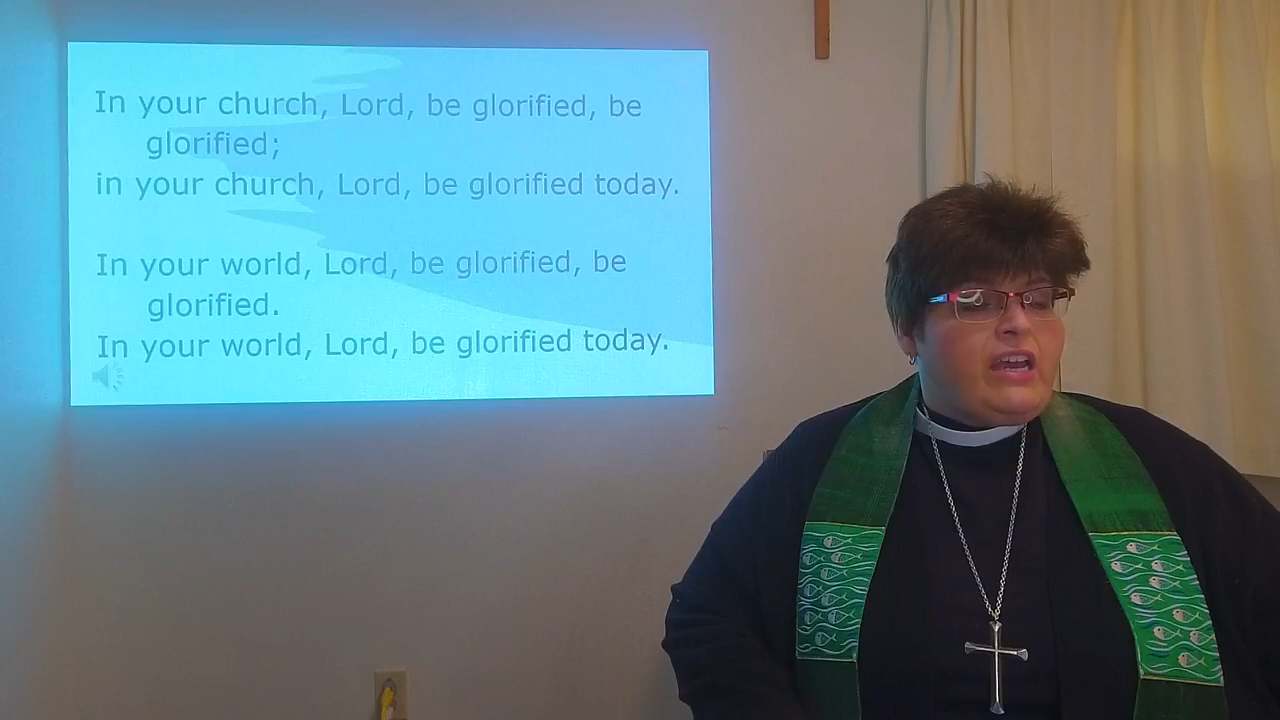 In your church, Lord, be glorified, be
glorified;
in your church, Lord, be glorified today.
In your world, Lord, be glorified, be
glorified.
In your world, Lord, be glorified today.